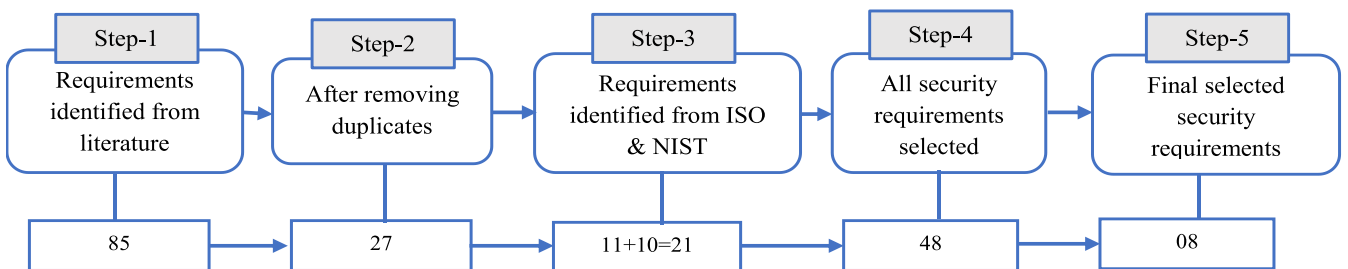 Step-1
Requirements
identified from
literature
Step-2
After removing
duplicates
Step-3
Requirements
identified from ISO
& NIST
Step-4
All security
requirements
selected
Step-5
Final selected
security
requirements
85
27
11+10=21
48
08